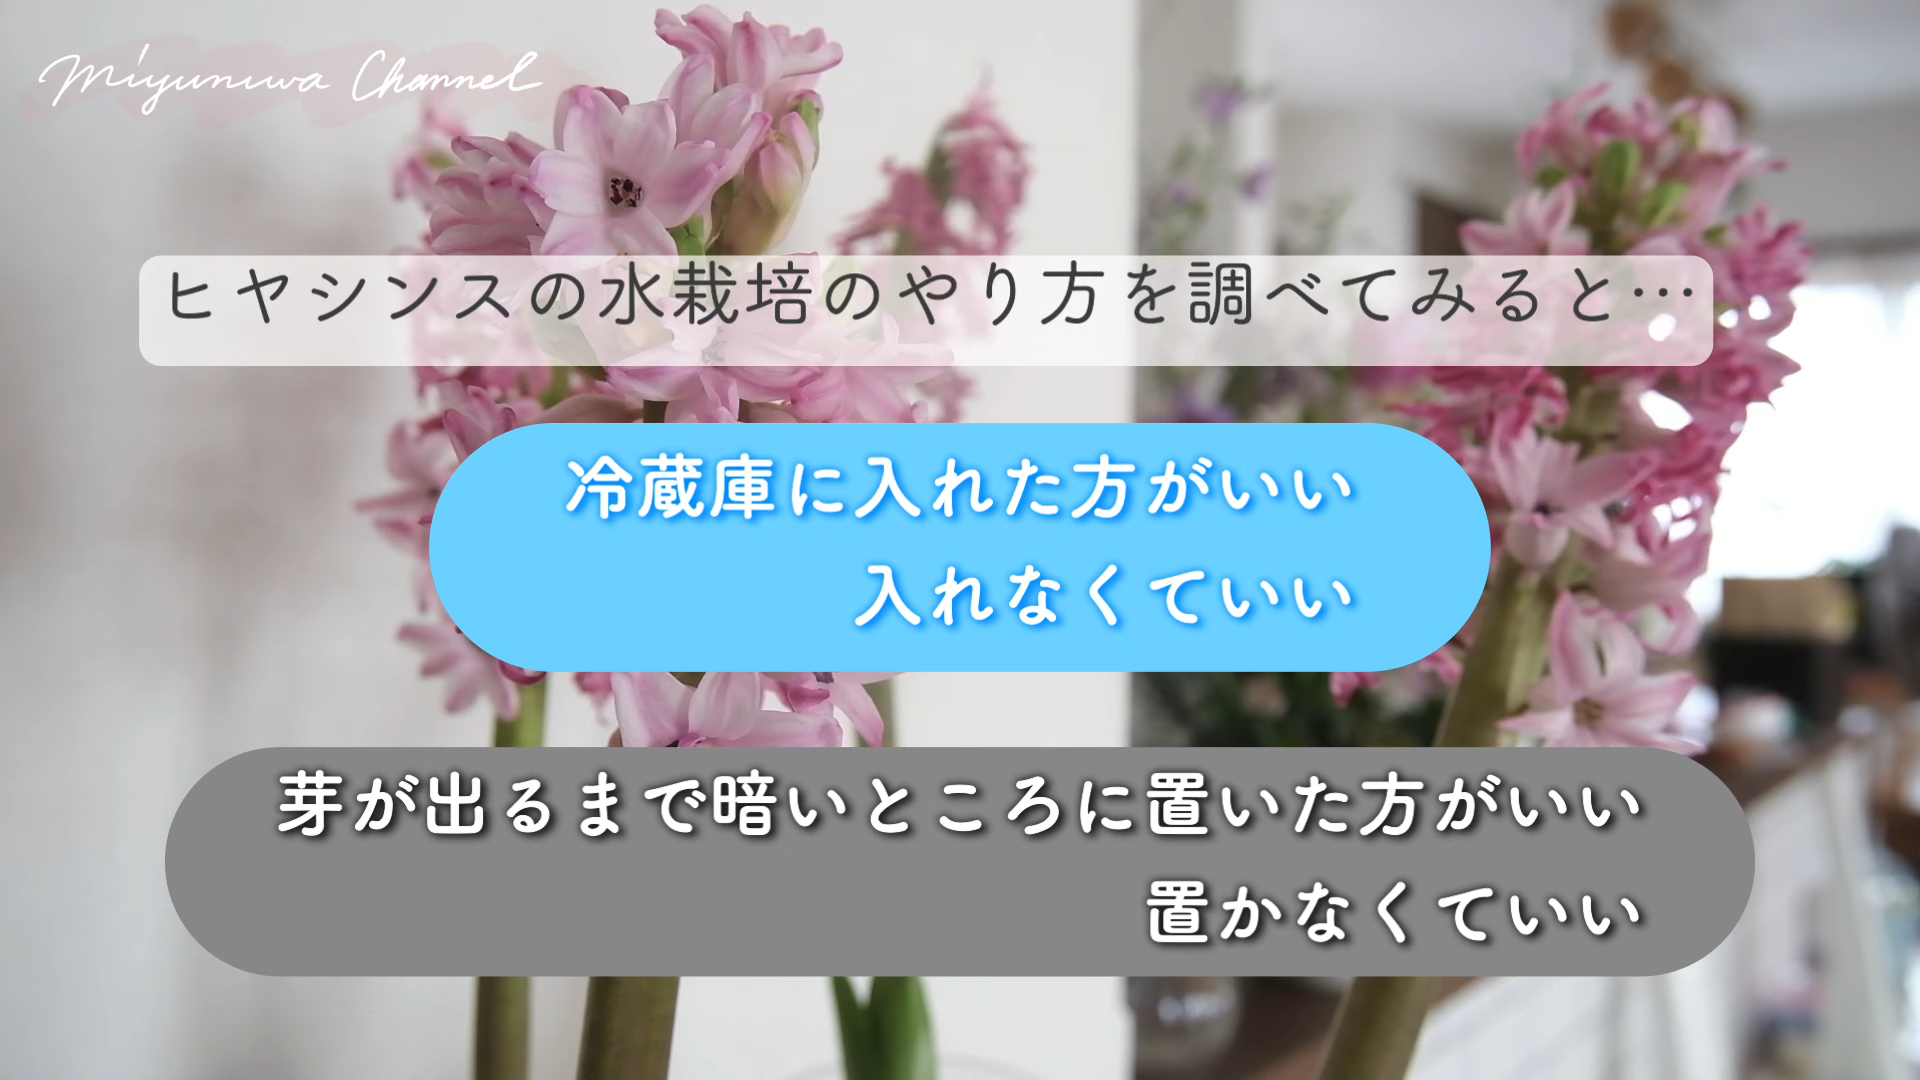 Miyuniwa Channel
ヒヤシンスの水栽培のやり方を調べてみると…
冷蔵庫に入れた方がいい
入れなくていい
芽が出るまで暗いところに置いた方がいい
置かなくていい